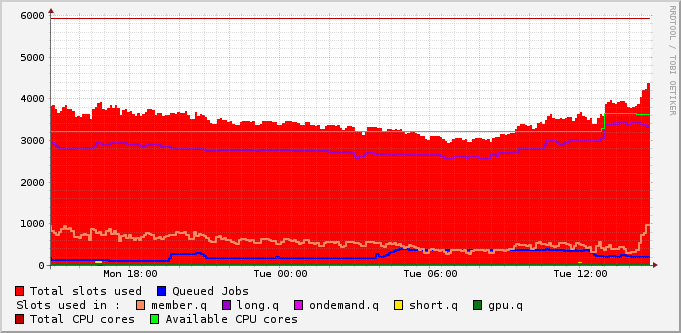 6000
5000
4000
3000
2000
1000
0
Mon 18:00 Tue 00:00 Tue 06:00 Tue 12:00
RRDTOOL / TOBI OETIKER
Total slots used Queued Jobs
Slots used in : member.q long.q ondemand.q short.q gpu.q
Total CPU cores Available CPU cores